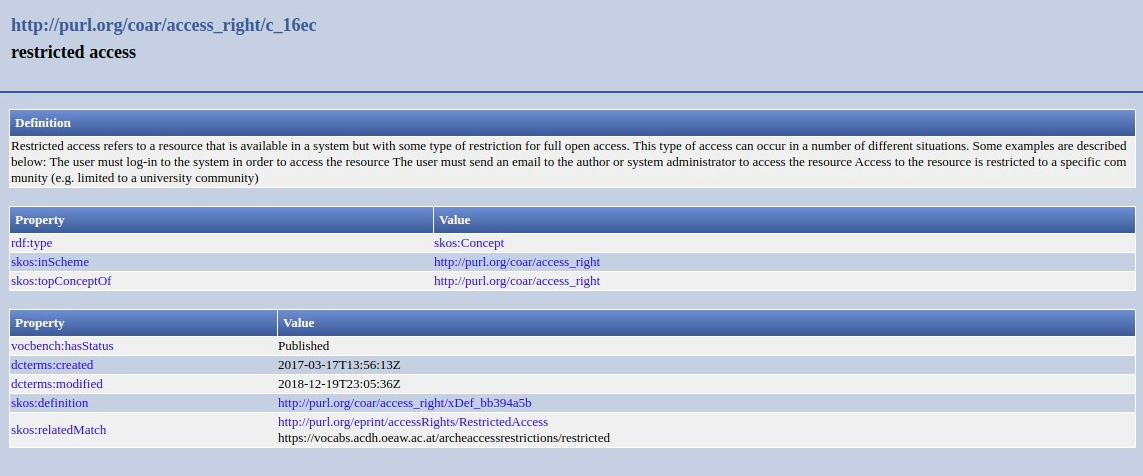 http://purl.org/coar/access_right/c_16ec
restricted access
Definition
Restricted access refers to a resource that is available in a system but with some type of restriction for full open access. This type of access can occur in a number of different situations. Some examples are described
below: The user must log-in to the system in order to access the resource The user must send an email to the author or system administrator to access the resource Access to the resource is restricted to a specific com
munity (e.g. limited to a university community)
Property Value
rdf:type skos:Concept
skos:inScheme http://purl.org/coar/access_right
skos:topConceptOf http://purl.org/coar/access_right
Property Value
vocbench:hasStatus Published
dcterms:created 2017-03-17T13:56:13Z
dcterms:modified 2018-12-19T23:05:36Z
skos:definition http://purl.org/coar/access_right/xDef_bb394a5b
skos:relatedMatch http://purl.org/eprint/accessRights/RestrictedAccess
https://vocabs.acdh.oeaw.ac.at/archeaccessrestrictions/restricted